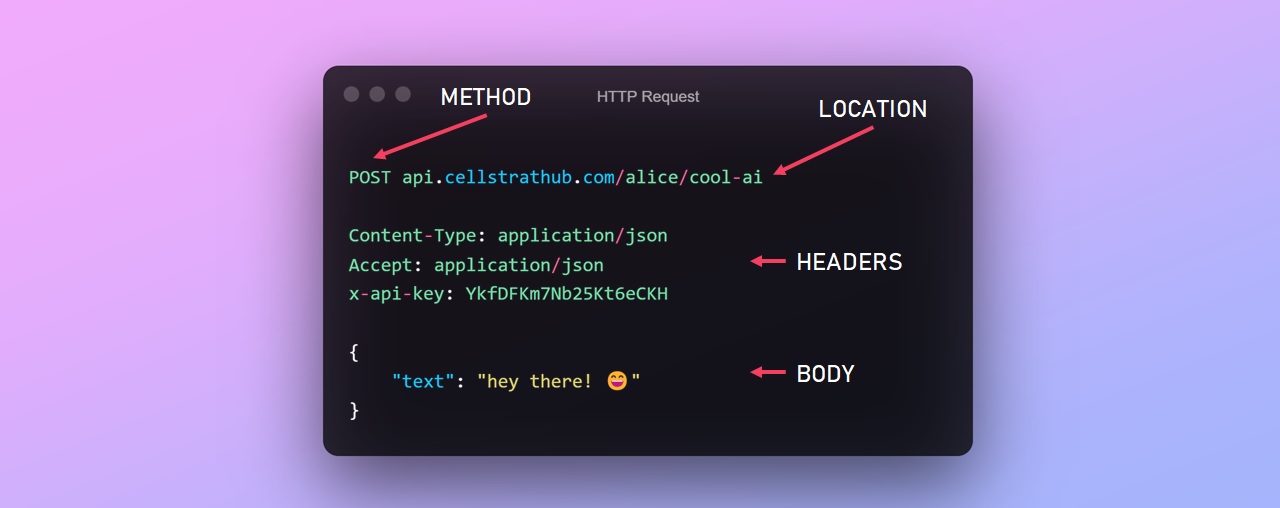 METHOD
HTTP Request
LOCATION
POST api.cellstrathub.com/alice/cool-ai
Content-Type: application/json
Accept: application/json
HEADERS
x-api-key: YkfDFKm7Nb25Kt6eCKH
{
"text": "hey there! 😄"
BODY
}